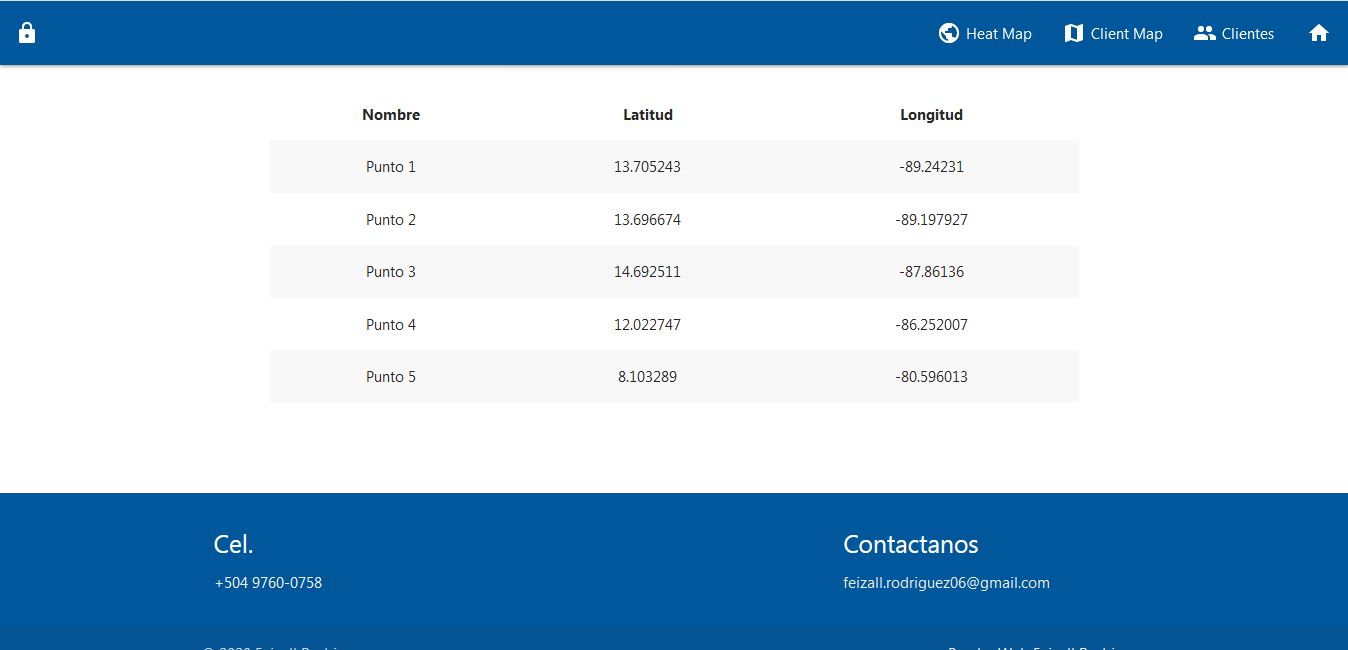 Heat Map Client Map Clientes
Nombre Latitud Longitud
Punto 1 13.705243 -89.24231
Punto 2 13.696674 -89.197927
Punto 3 14.692511 -87.86136
Punto 4 12.022747 -86.252007
Punto 5 8.103289 -80.596013
Cel. Contactanos
+504 9760-0758 feizall.rodriguez06@gmail.com